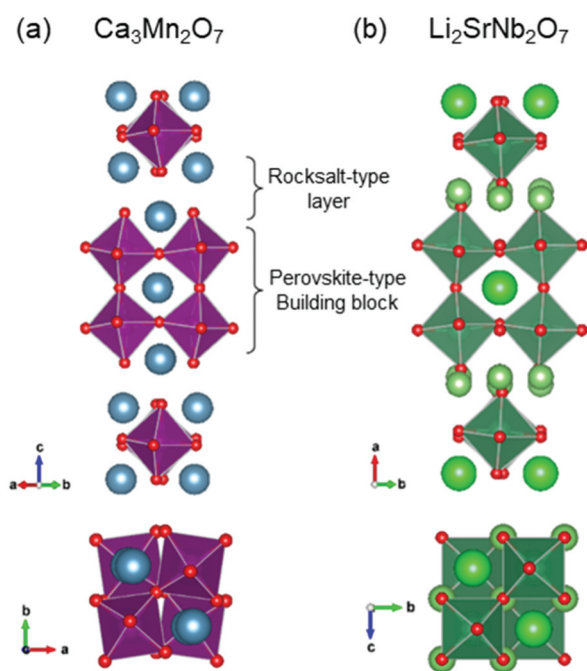 (a) Ca₃Mn₂O₇
(b) Li₂SrNb₂O₇
Rocksalt-type
layer
Perovskite-type
Building block
c
a b
a
b
b
a
b
c